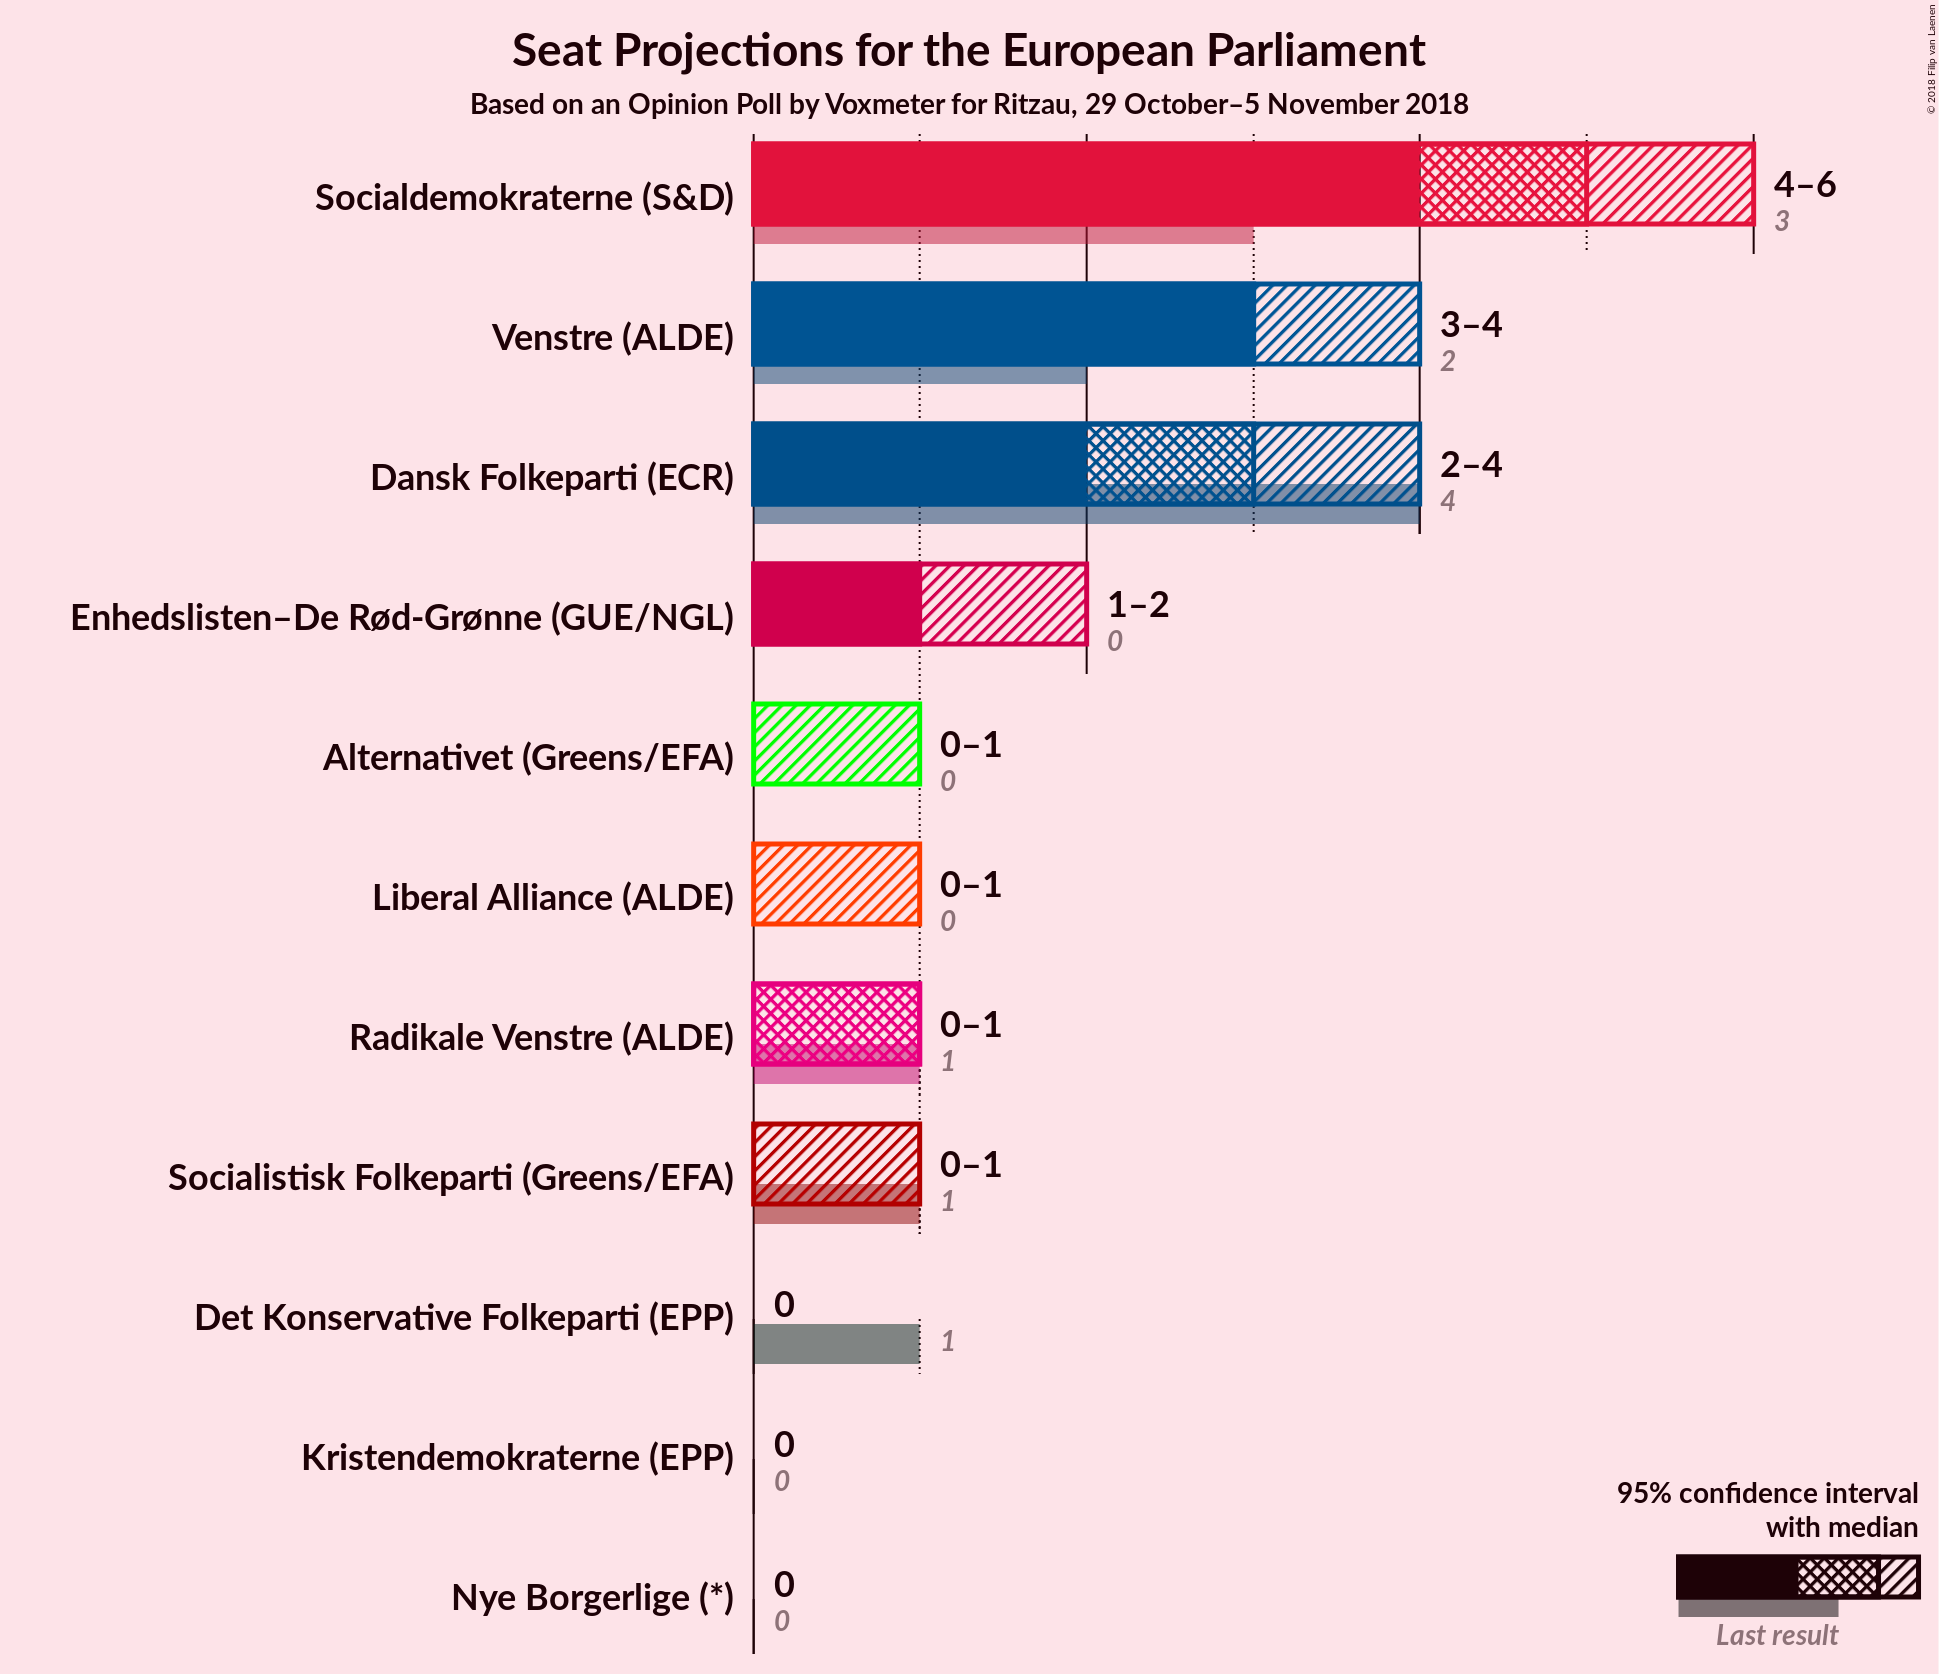 Seat Projections for the European Parliament
Based on an Opinion Poll by Voxmeter for Ritzau, 29 October–5 November 2018
© 2018 Filip van Laenen
Socialdemokraterne (S&D)
4–6
3
Venstre (ALDE)
3–4
2
Dansk Folkeparti (ECR)
2–4
4
Enhedslisten–De Rød-Grønne (GUE/NGL)
1–2
0
Alternativet (Greens/EFA)
0–1
0
Liberal Alliance (ALDE)
0–1
0
Radikale Venstre (ALDE)
0–1
1
Socialistisk Folkeparti (Greens/EFA)
0–1
1
Det Konservative Folkeparti (EPP)
0
1
Kristendemokraterne (EPP)
0
0
Nye Borgerlige (*)
0
0
95% confidence interval
with median
Last result